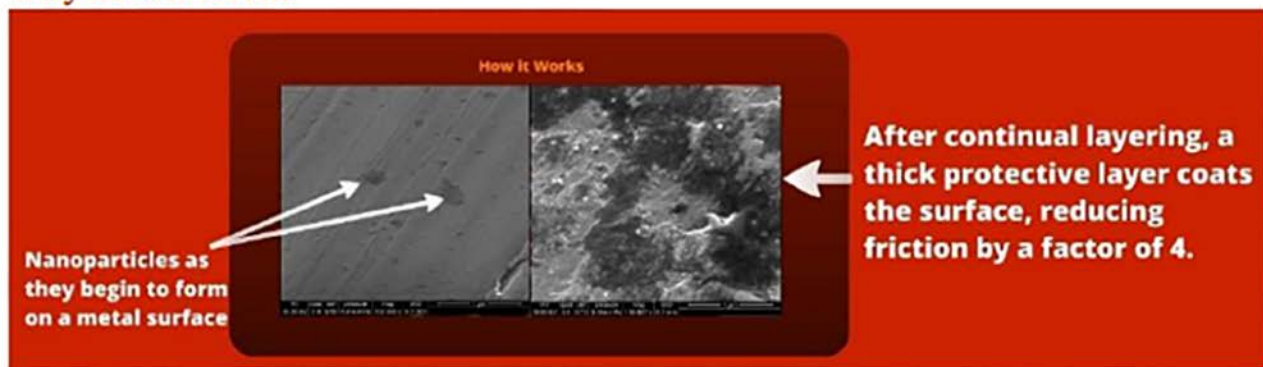 How it Works
Nanoparticles as
they begin to form
on a metal surface
After continual layering, a
thick protective layer coats
the surface, reducing
friction by a factor of 4.